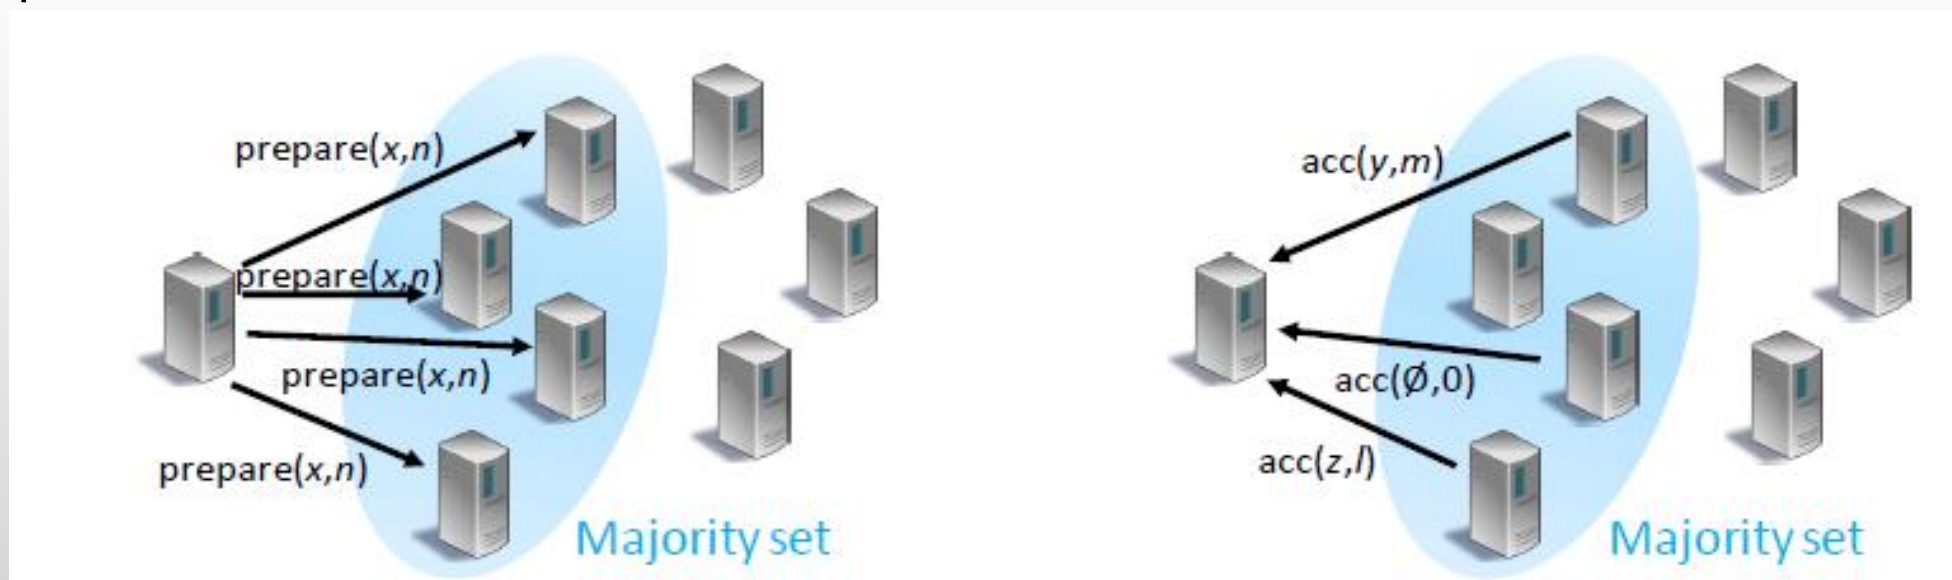 prepare(x,n)
prepare(x,n)
prepare(x,n)
prepare(x,n)
Majority set
acc(y,m)
acc(Ø,0)
acc(z,l)
Majority set